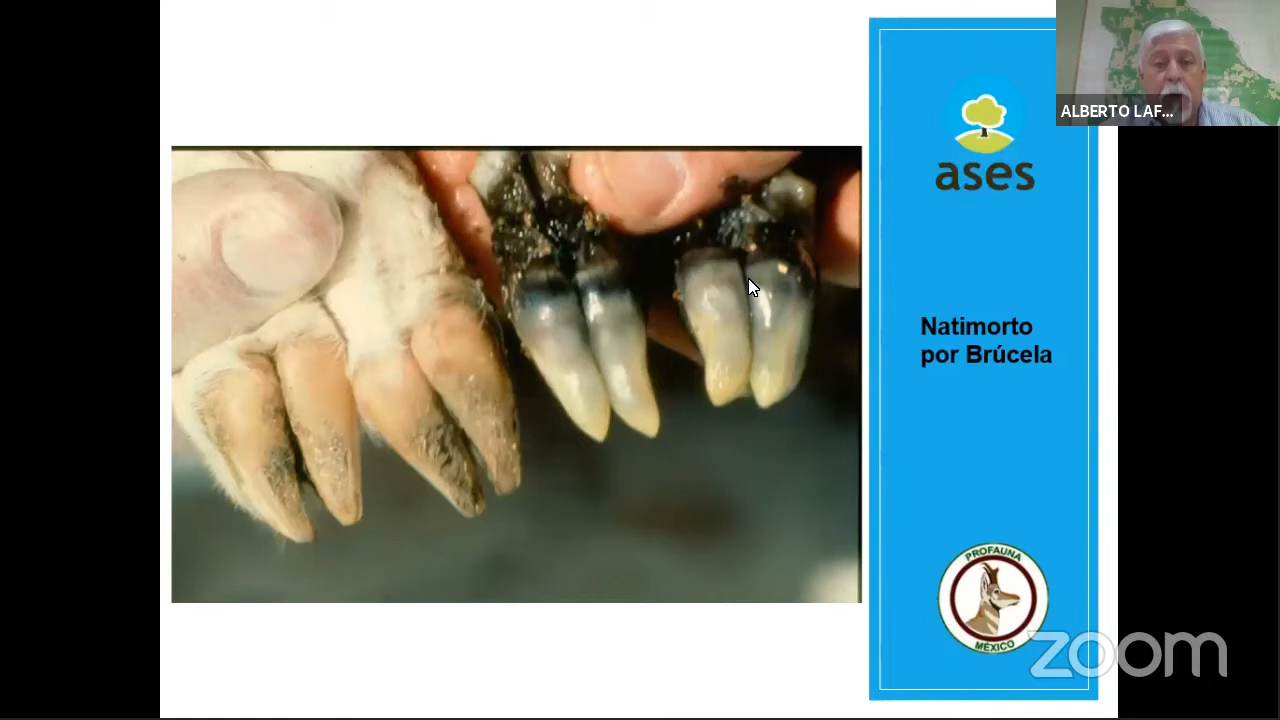 ALBERTO LAF...
ases
Natimorto
por Brúcela
PROFAUNA
MÉXICO
zoom